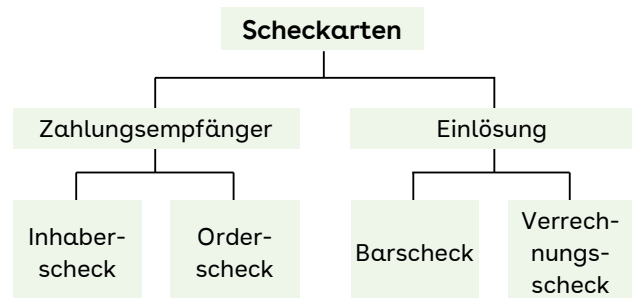 Scheckarten
Zahlungsempfänger
Einlösung
Inhaber-
scheck
Order-
scheck
Barscheck
Verrech-
nungs-
scheck